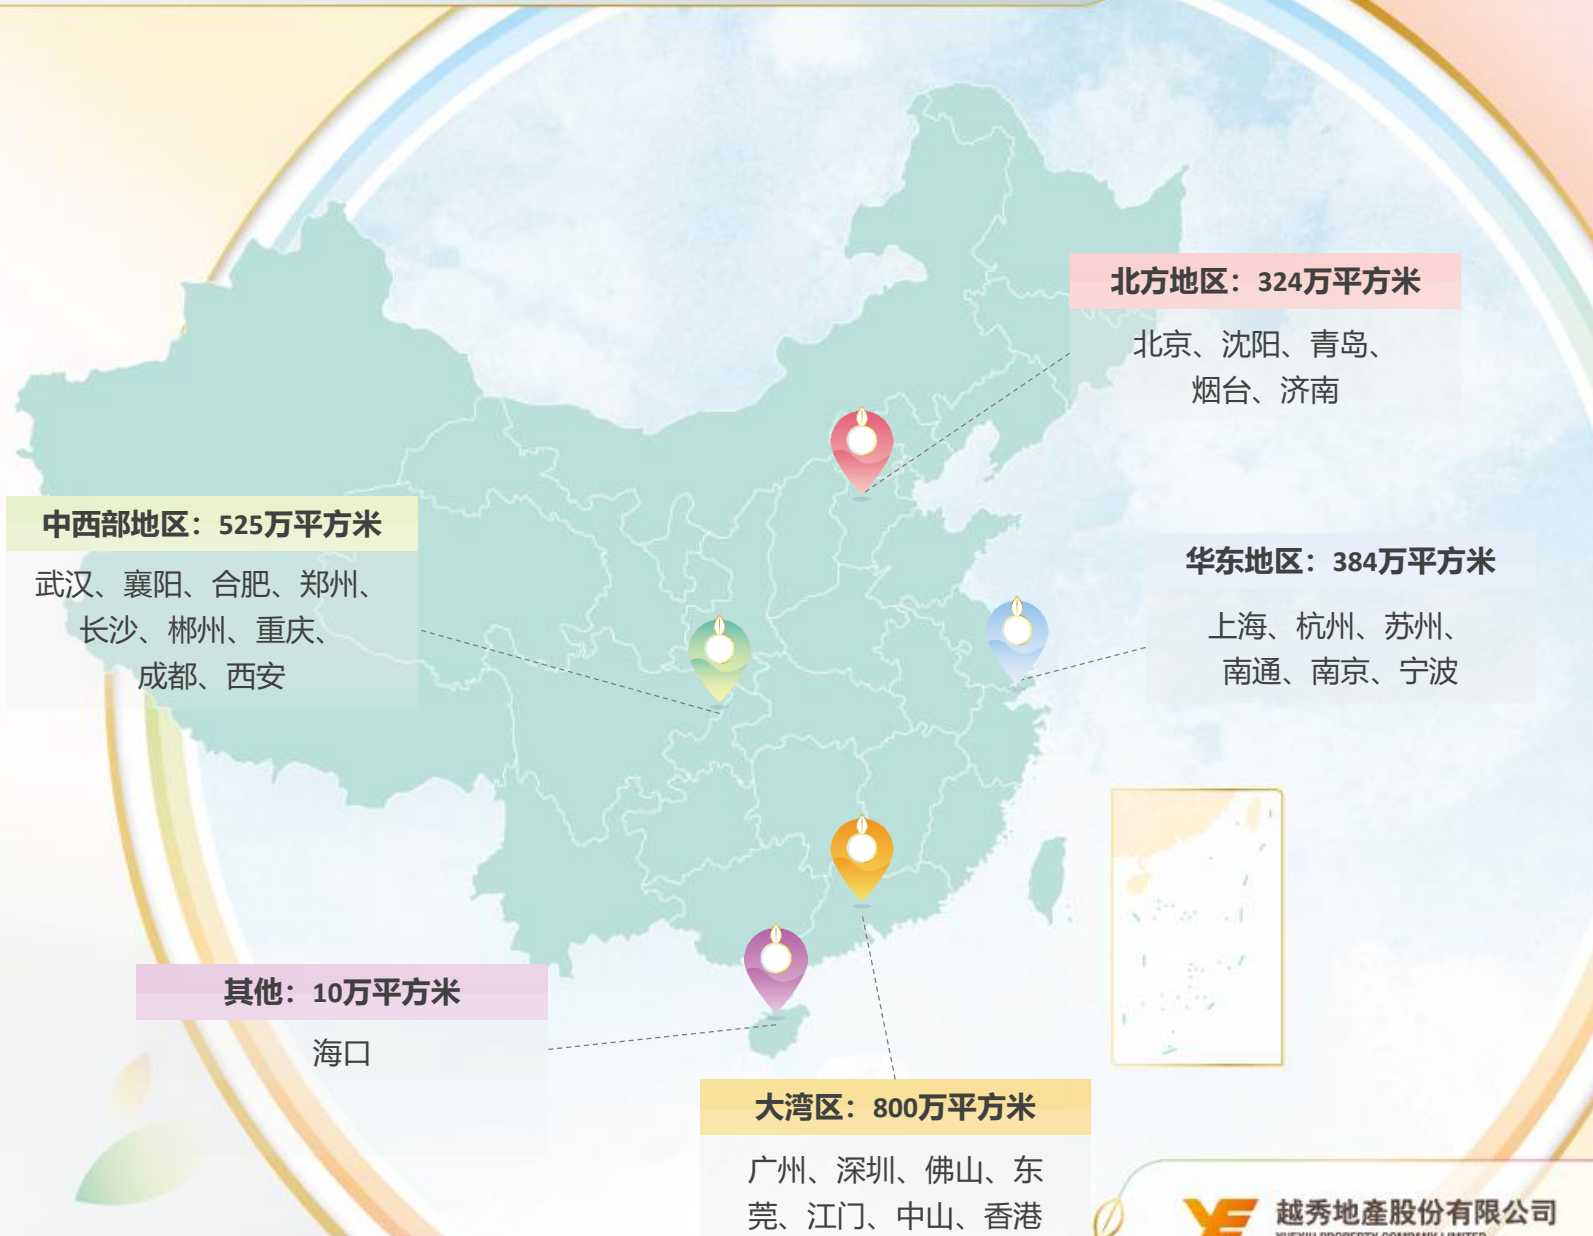 北方地区：324万平方米
北京、沈阳、青岛、
烟台、济南
中西部地区：525万平方米
武汉、襄阳、合肥、郑州、
长沙、郴州、重庆、
成都、西安
华东地区：384万平方米
上海、杭州、苏州、
南通、南京、宁波
其他：10万平方米
海口
大湾区：800万平方米
广州、深圳、佛山、东
莞、江门、中山、香港
越秀地產股份有限公司
YUEXIU PROPERTY COMPANY LIMITED